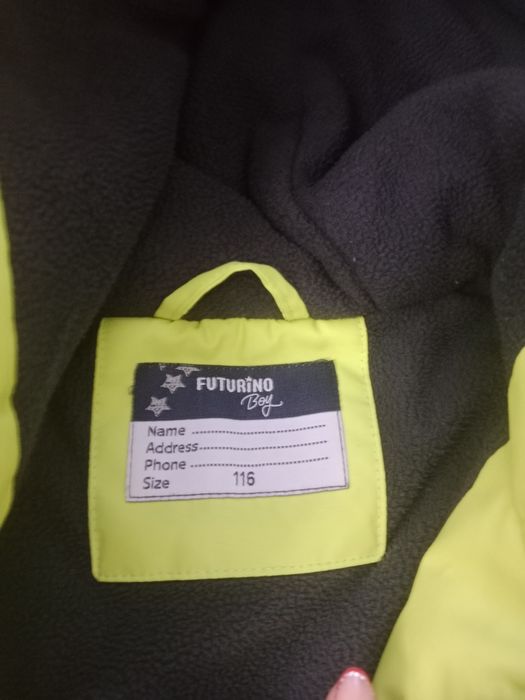 FUTURINO
Boy
Name
Address
Phone
Size 116